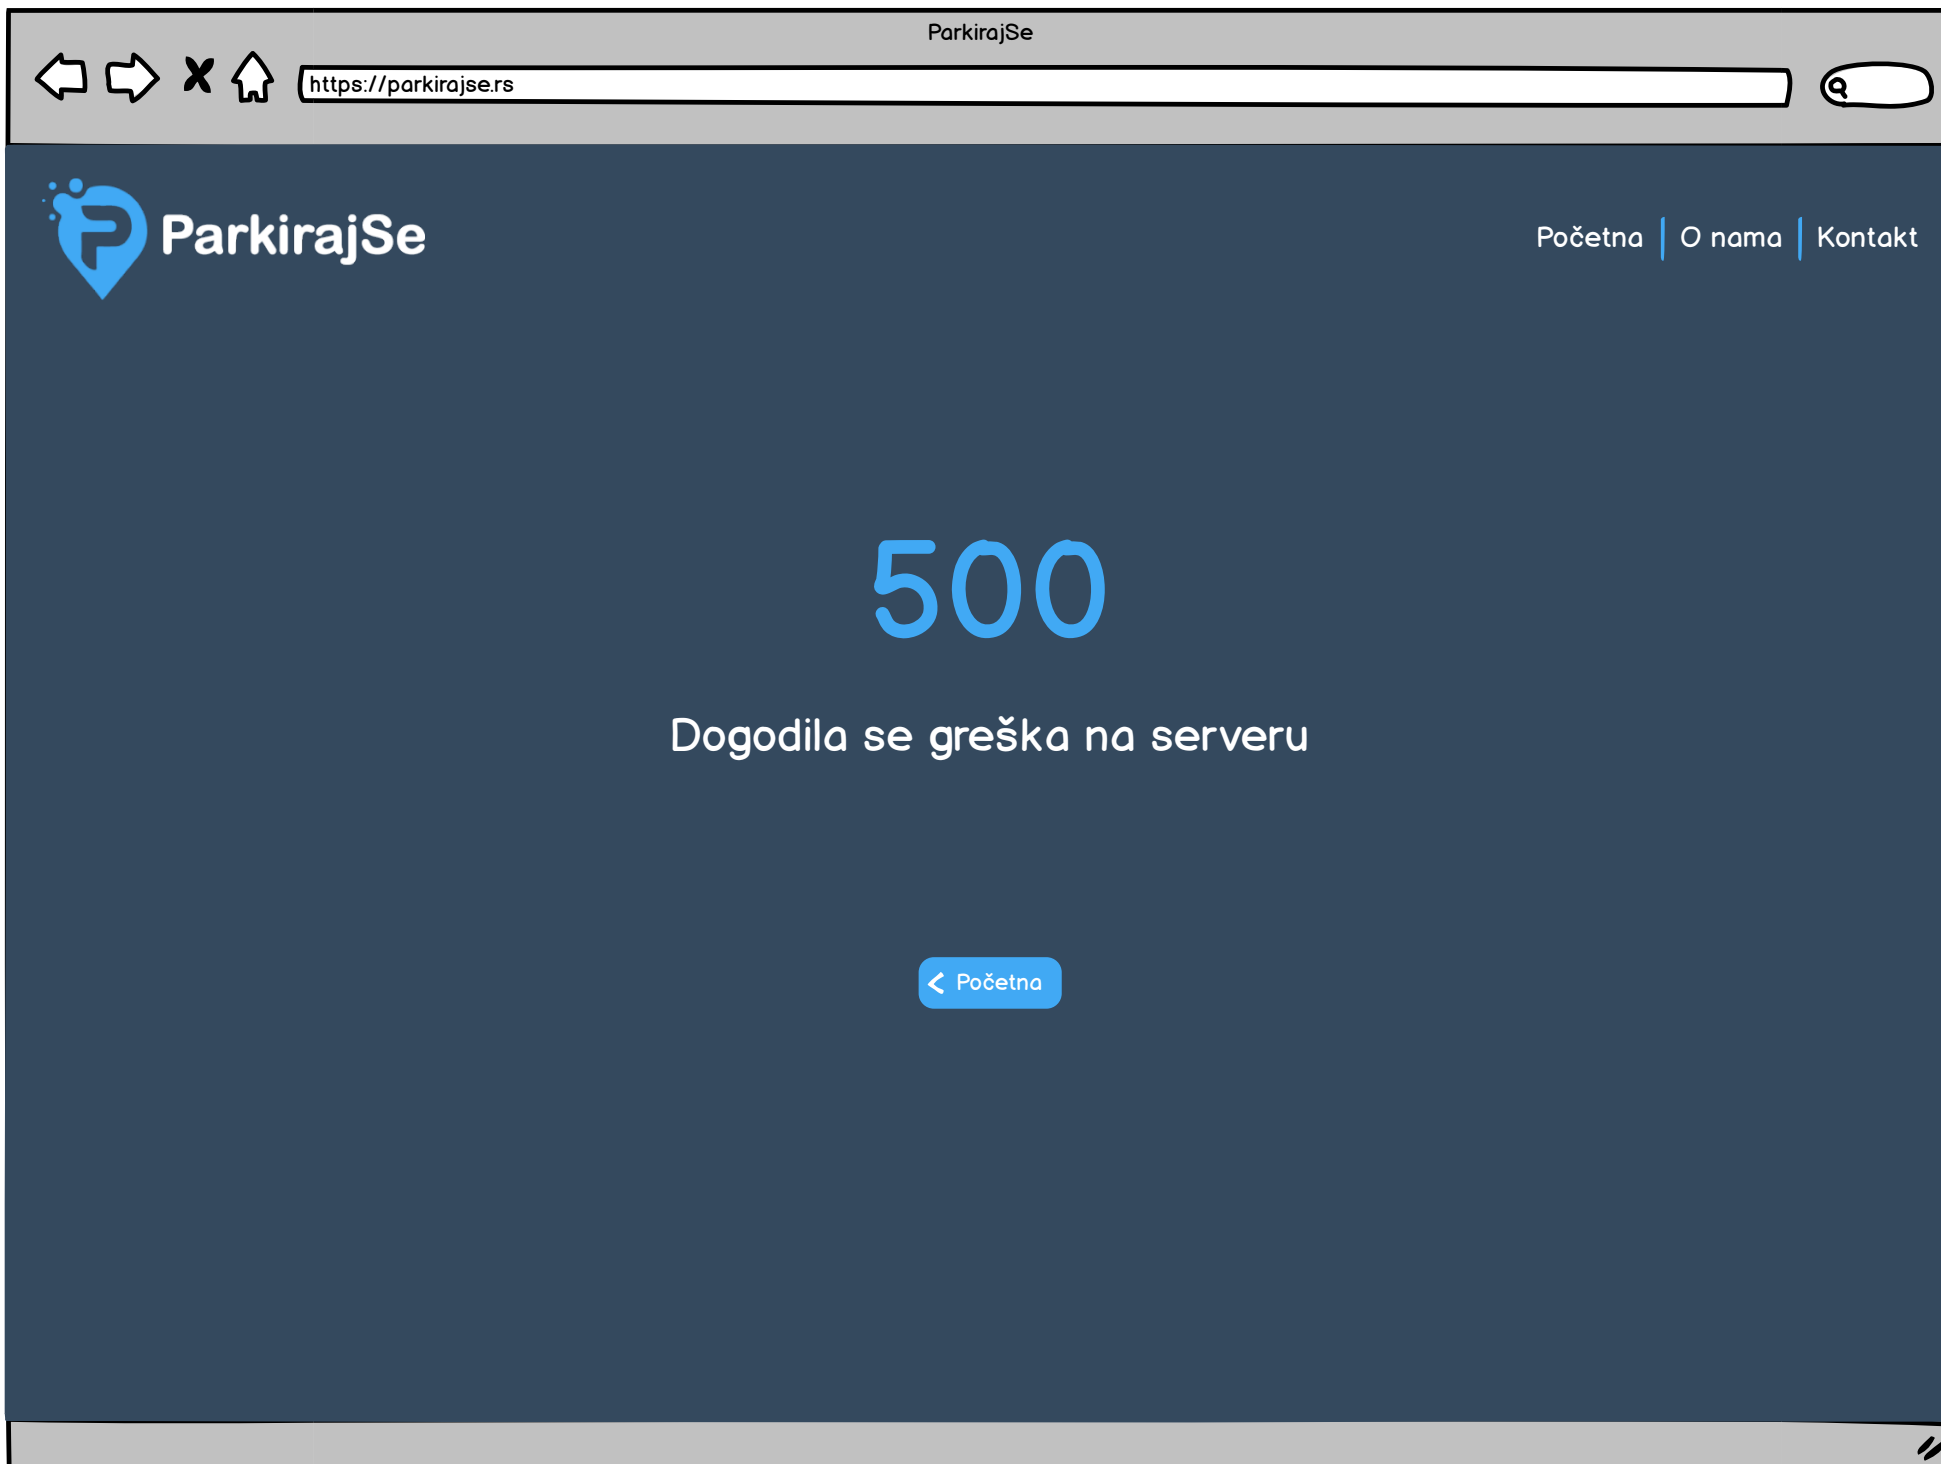 ParkirajSe
https://parkirajse.rs
ParkirajSe
Početna
O nama
Kontakt
500
Dogodila se greška na serveru
Početna